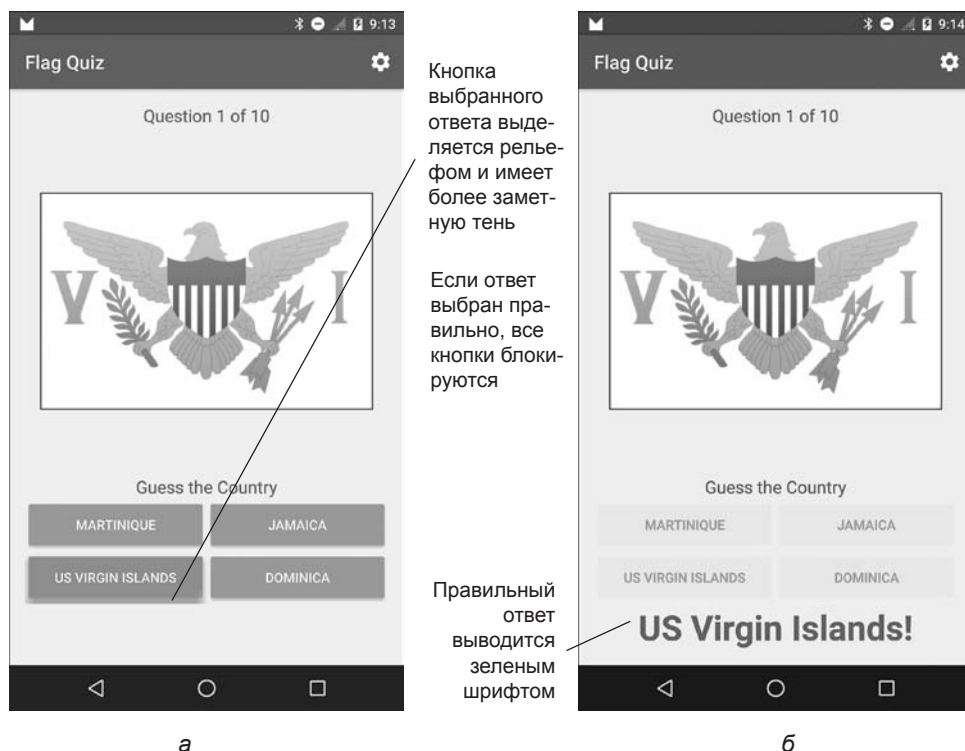 9:13
Flag Quiz
Question 1 of 10
V I
Guess the Country
MARTINIQUE JAMAICA
US VIRGIN ISLANDS DOMINICA
а
Кнопка
выбранного
ответа выде-
ляется релье-
фом и имеет
более замет-
ную тень
Если ответ
выбран пра-
вильно, все
кнопки блоки-
руются
Правильный
ответ
выводится
зеленым
шрифтом
9:14
Flag Quiz
Question 1 of 10
V I
Guess the Country
MARTINIQUE JAMAICA
US VIRGIN ISLANDS DOMINICA
US Virgin Islands!
б